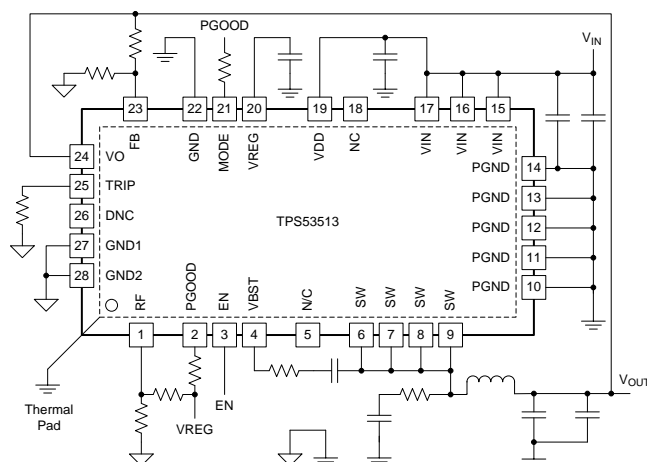 PGOOD
V_IN
23
22
21
20
19
18
17
16
15
FB
GND
MODE
VREG
VDD
NC
VIN
VIN
VIN
24 VO
25 TRIP
26 DNC
27 GND1
28 GND2
TPS53513
PGND 14
PGND 13
PGND 12
PGND 11
PGND 10
RF
PGOOD
EN
VBST
N/C
SW
SW
SW
SW
1
2
3
4
5
6
7
8
9
V_OUT
EN
VREG
Thermal
Pad